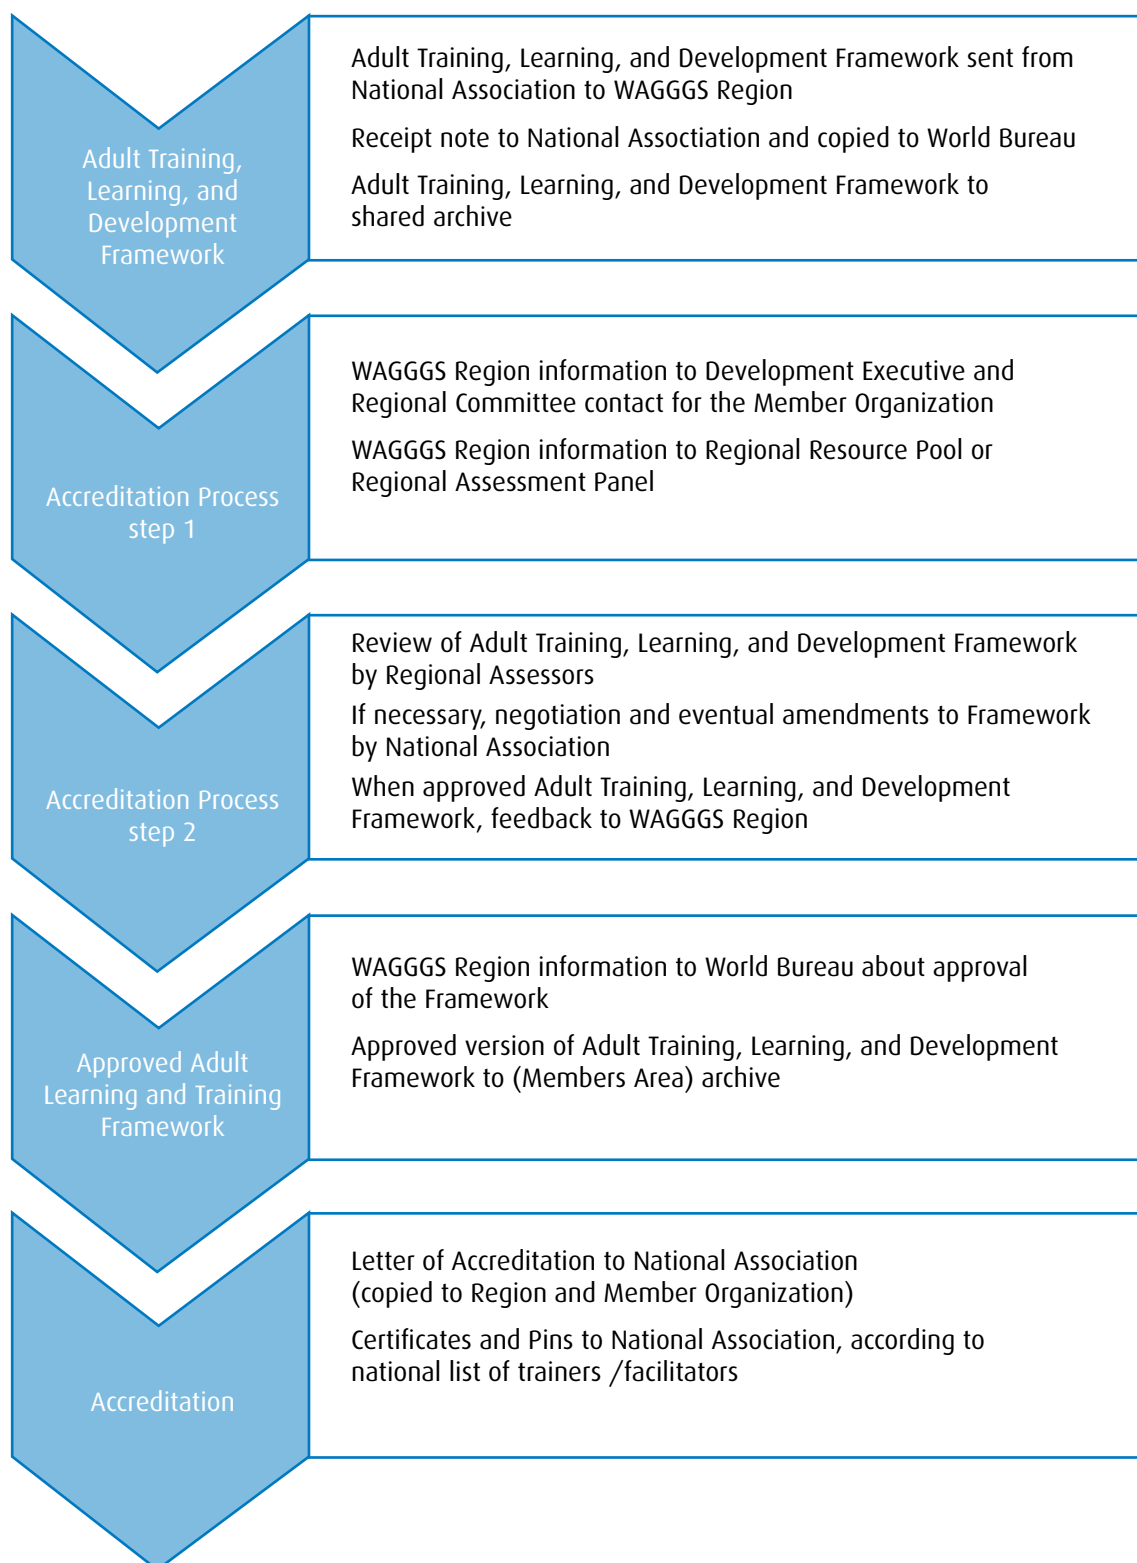 Adult Training,
Learning, and
Development
Framework
Adult Training, Learning, and Development Framework sent from
National Association to WAGGGS Region
Receipt note to National Assoctiation and copied to World Bureau
Adult Training, Learning, and Development Framework to
shared archive
Accreditation Process
step 1
WAGGGS Region information to Development Executive and
Regional Committee contact for the Member Organization
WAGGGS Region information to Regional Resource Pool or
Regional Assessment Panel
Accreditation Process
step 2
Review of Adult Training, Learning, and Development Framework
by Regional Assessors
If necessary, negotiation and eventual amendments to Framework
by National Association
When approved Adult Training, Learning, and Development
Framework, feedback to WAGGGS Region
Approved Adult
Learning and Training
Framework
WAGGGS Region information to World Bureau about approval
of the Framework
Approved version of Adult Training, Learning, and Development
Framework to (Members Area) archive
Accreditation
Letter of Accreditation to National Association
(copied to Region and Member Organization)
Certificates and Pins to National Association, according to
national list of trainers /facilitators